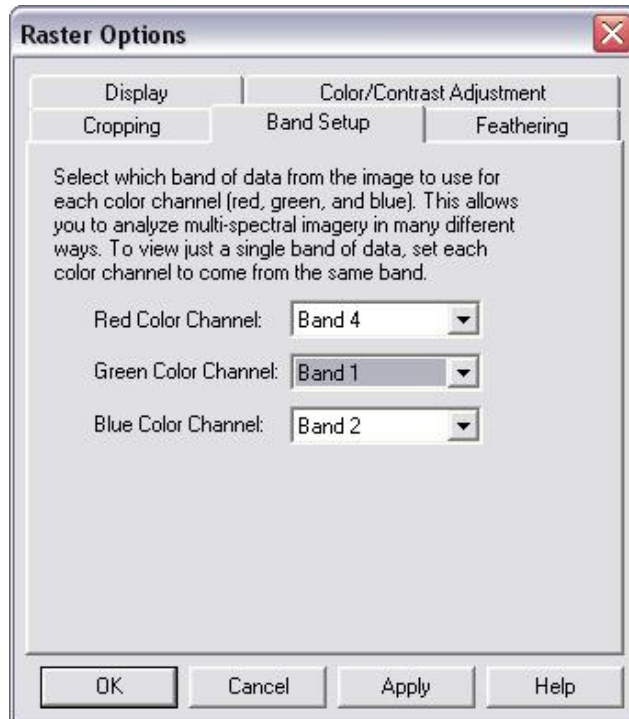 Raster Options
Display
Color/Contrast Adjustment
Cropping
Band Setup
Feathering
Select which band of data from the image to use for
each color channel (red, green, and blue). This allows
you to analyze multi-spectral imagery in many different
ways. To view just a single band of data, set each
color channel to come from the same band.
Red Color Channel: Band 4
Green Color Channel: Band 1
Blue Color Channel: Band 2
OK
Cancel
Apply
Help